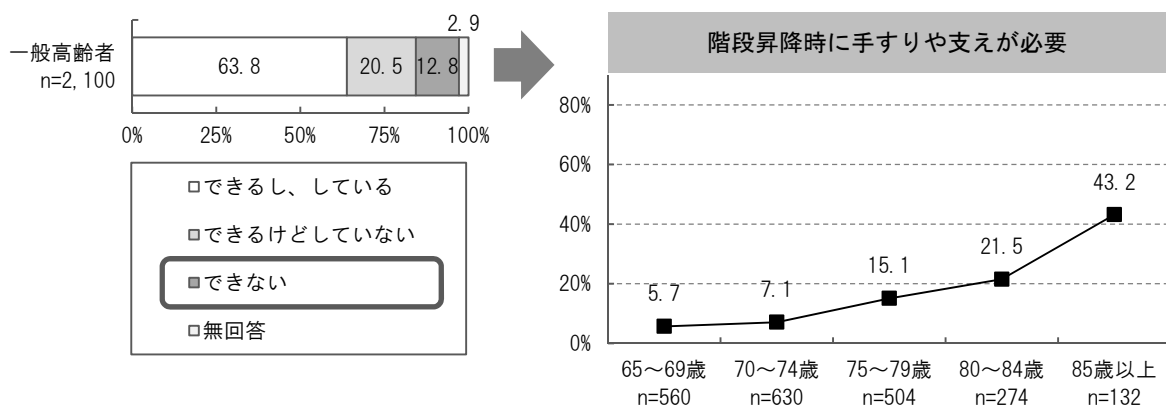 2.9
一般高齢者
n=2,100
63.8 20.5 12.8
0% 25% 50% 75% 100%
□できるし、している
□できるけどしていない
■できない
□無回答
階段昇降時に手すりや支えが必要
80%
60%
40%
20%
0%
5.7 7.1 15.1 21.5 43.2
65～69歳 70～74歳 75～79歳 80～84歳 85歳以上
n=560 n=630 n=504 n=274 n=132